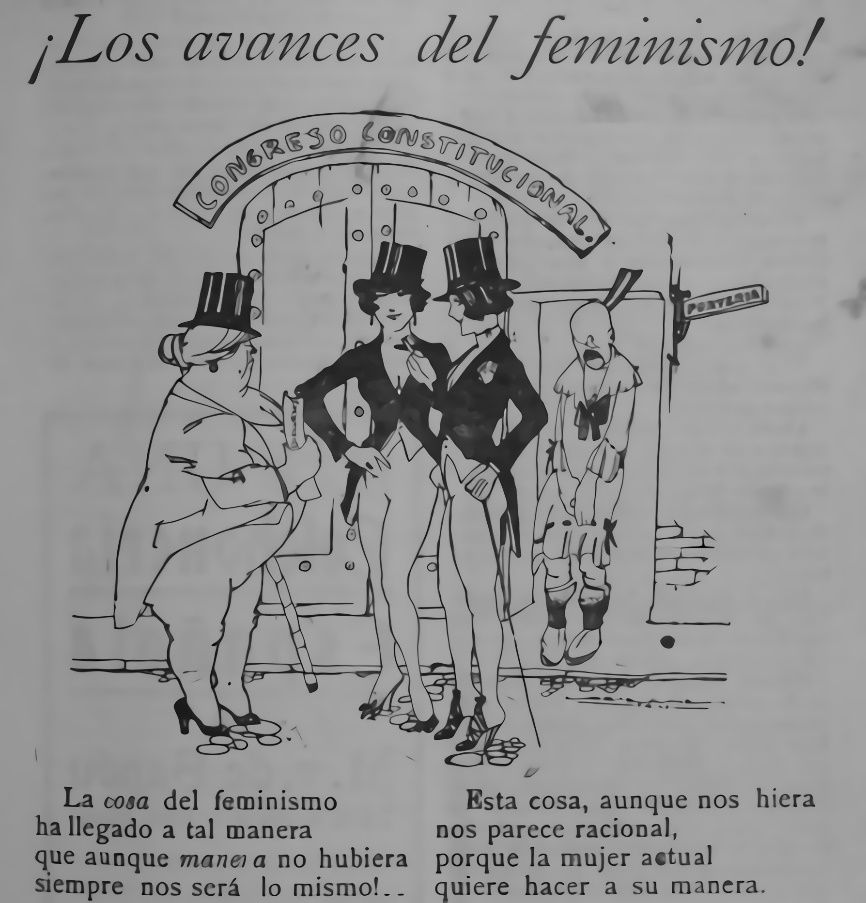 ¡Los avances del feminismo!
CONGRESO CONSTITUCIONAL.
PORTERIA
La cosa del feminismo
ha llegado a tal manera
que aunque manera no hubiera
siempre nos será lo mismo!..
Esta cosa, aunque nos hiera
nos parece racional,
porque la mujer actual
quiere hacer a su manera.